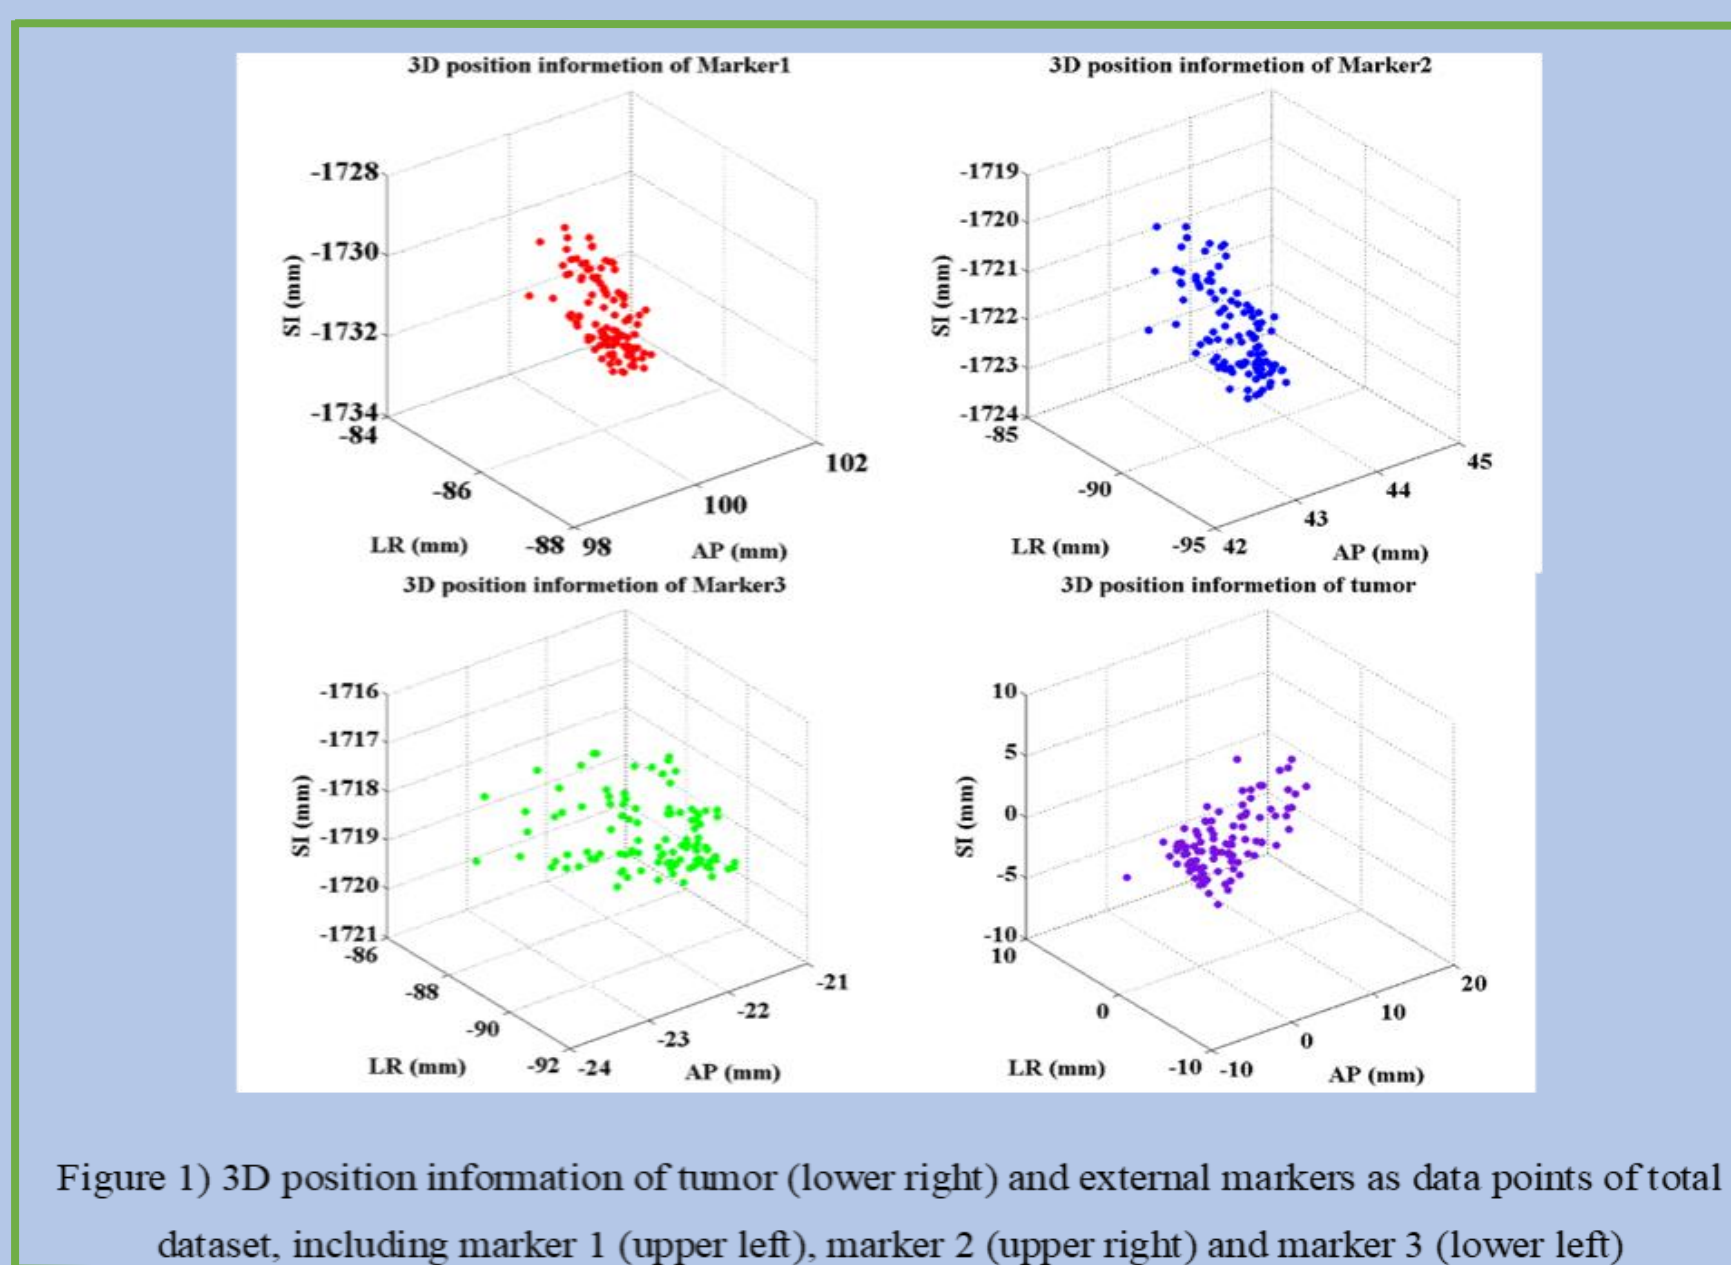 3D position informetion of Marker1
3D position informetion of Marker2
-1728
-1730
-1732
-1734
SI (mm)
-84
-86
-88
98
100
102
LR (mm)
AP (mm)
-1719
-1720
-1721
-1722
-1723
-1724
SI (mm)
-85
-90
-95
42
43
44
45
LR (mm)
AP (mm)
3D position informetion of Marker3
3D position informetion of tumor
-1716
-1717
-1718
-1719
-1720
-1721
SI (mm)
-86
-88
-90
-92
-24
-23
-22
-21
LR (mm)
AP (mm)
10
5
0
-5
-10
SI (mm)
10
0
-10
-10
0
10
20
LR (mm)
AP (mm)
Figure 1) 3D position information of tumor (lower right) and external markers as data points of total
dataset, including marker 1 (upper left), marker 2 (upper right) and marker 3 (lower left)